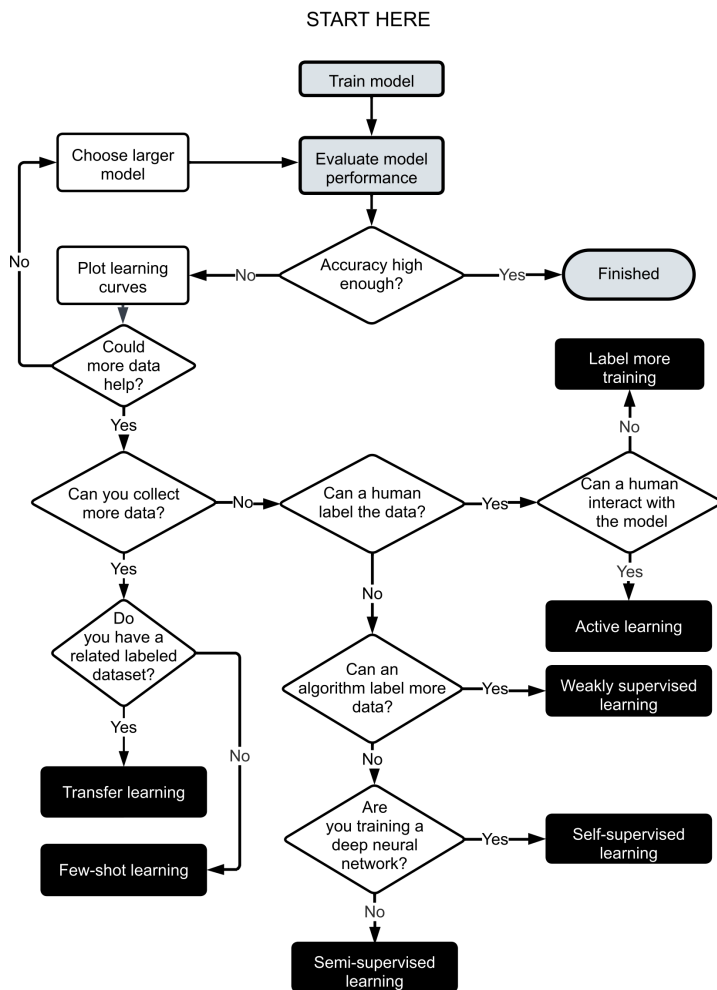 START HERE
Train model
Choose larger
model
Evaluate model
performance
No
Plot learning
curves
No
Accuracy high
enough?
Yes
Finished
Could
more data
help?
Label more
training
Yes
No
Can you collect
more data?
No
Can a human
label the data?
Yes
Can a human
interact with
the model
Yes
Yes
No
Do
you have a
related labeled
dataset?
Active learning
Can an
algorithm label more
data?
Yes
Weakly supervised
learning
Yes
No
No
Transfer learning
Are
you training a
deep neural
network?
Yes
Self-supervised
learning
Few-shot learning
No
Semi-supervised
learning